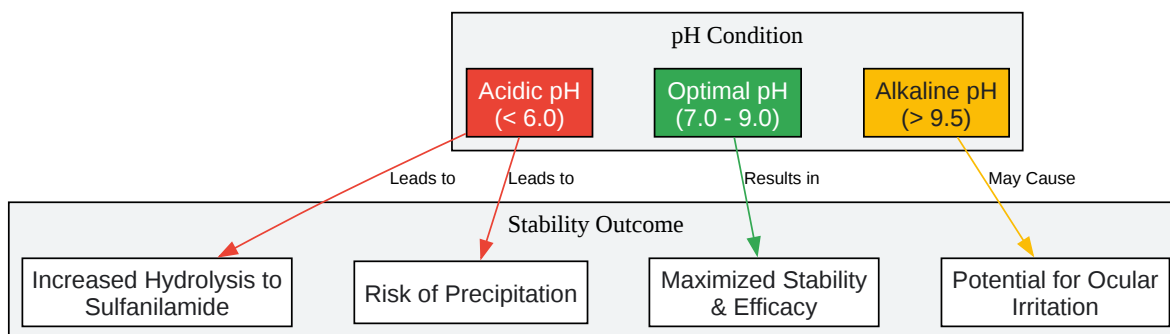 pH Condition
Acidic pH
(< 6.0)
Optimal pH
(7.0 - 9.0)
Alkaline pH
(> 9.5)
Leads to
Leads to
Results in
May Cause
Stability Outcome
Increased Hydrolysis to
Sulfanilamide
Risk of Precipitation
Maximized Stability
& Efficacy
Potential for Ocular
Irritation